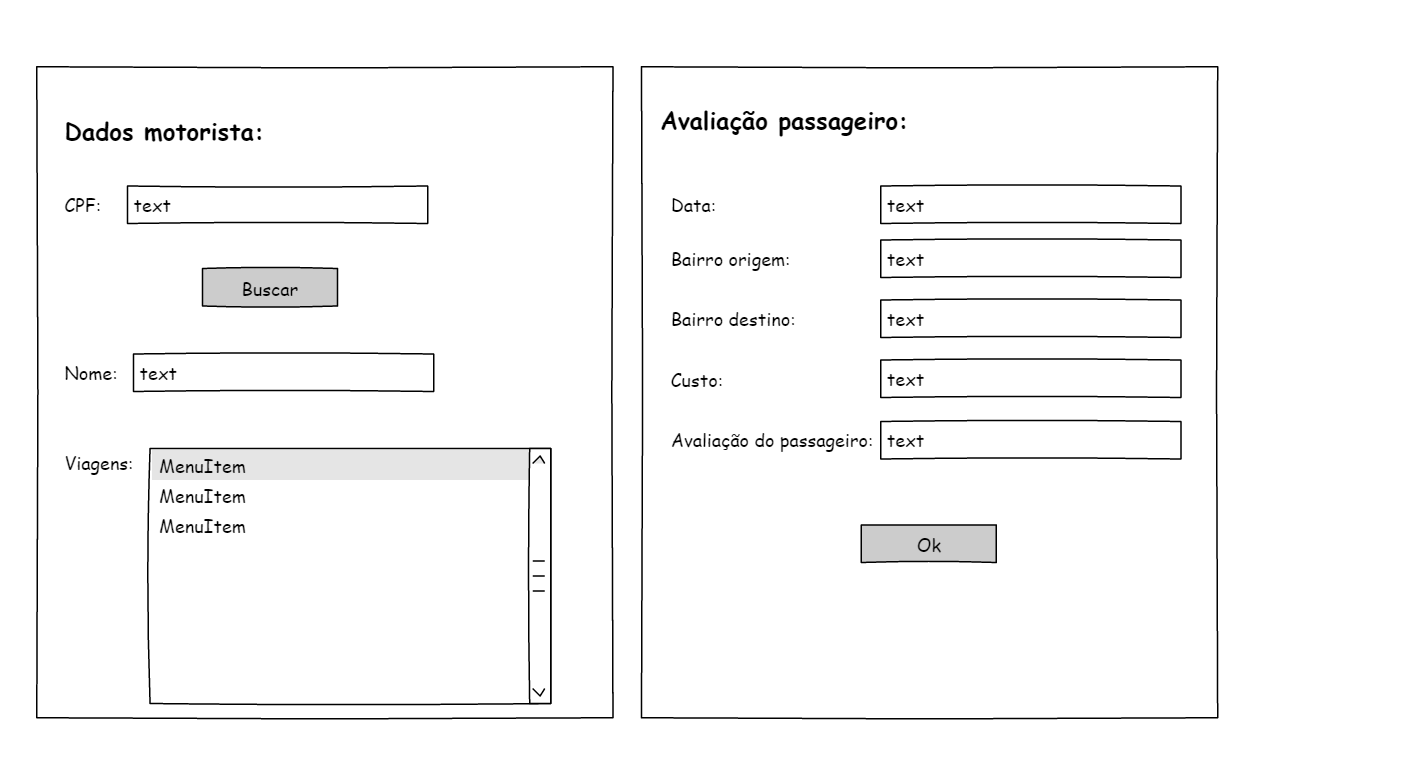 Dados motorista:
CPF: text
Buscar
Nome: text
Viagens: MenuItem
MenuItem
MenuItem
Avaliação passageiro:
Data: text
Bairro origem: text
Bairro destino: text
Custo: text
Avaliação do passageiro: text
Ok